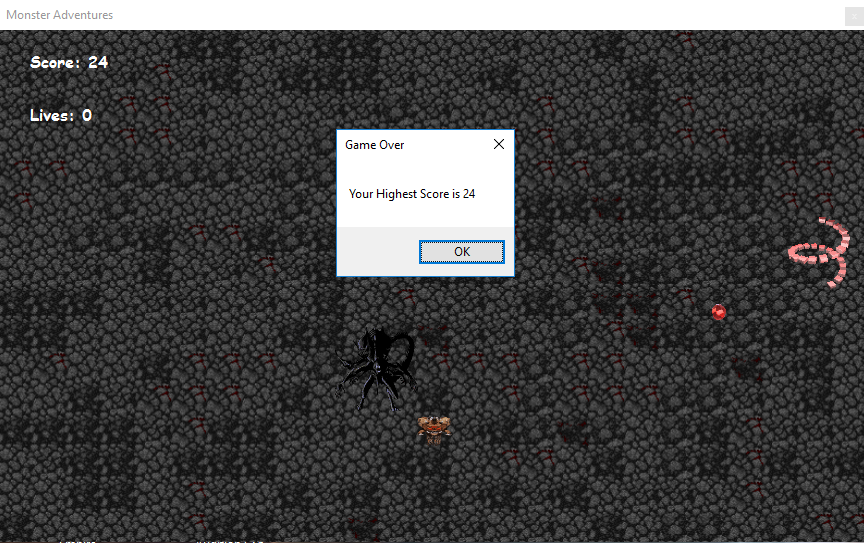 Monster Adventures
Score: 24
Lives: 0
Game Over
Your Highest Score is 24
OK